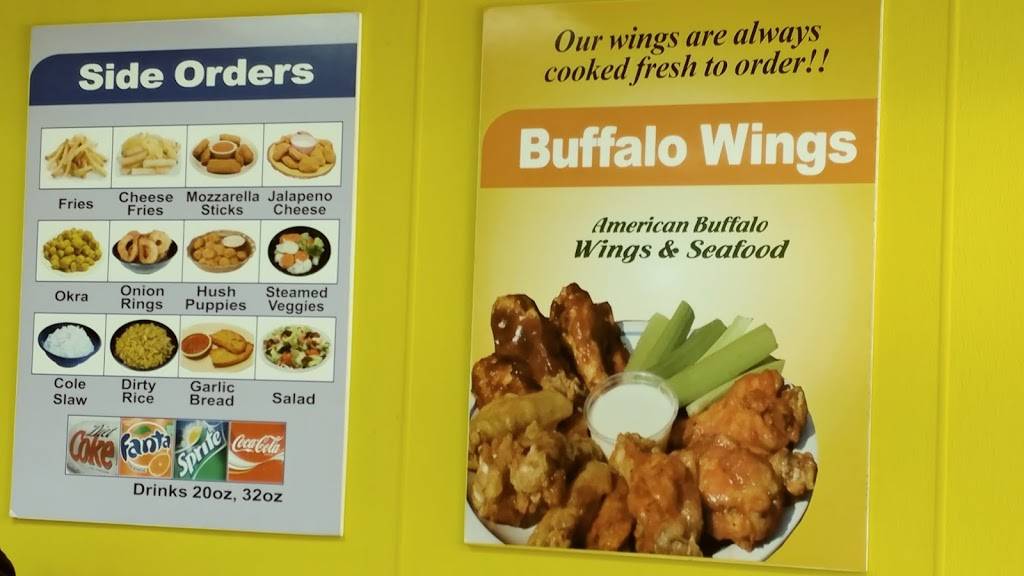 Side Orders
Fries
Cheese
Fries
Mozzarella
Sticks
Jalapeno
Cheese
Okra
Onion
Rings
Hush
Puppies
Steamed
Veggies
Cole
Slaw
Dirty
Rice
Garlic
Bread
Salad
Diet
Coke
Fanta
Sprite
Coca-Cola
Drinks 20oz, 32oz
Our wings are always
cooked fresh to order!!
Buffalo Wings
American Buffalo
Wings & Seafood